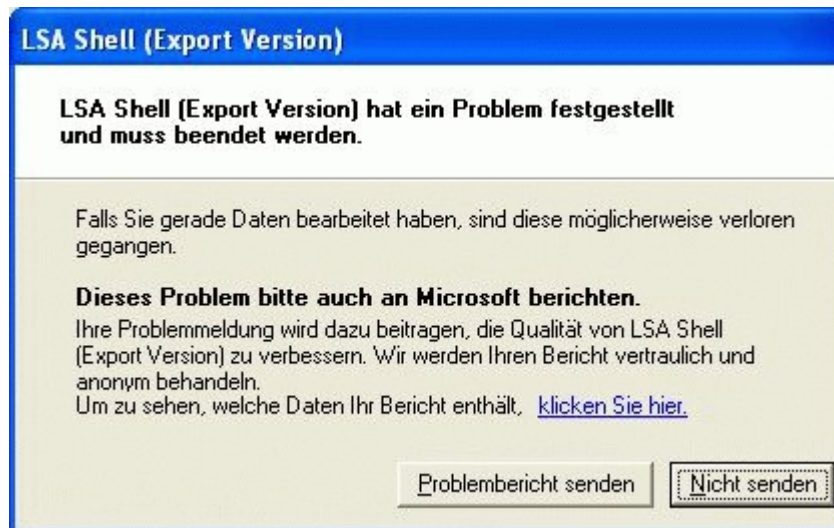 LSA Shell (Export Version)
LSA Shell (Export Version) hat ein Problem festgestellt
und muss beendet werden.
Falls Sie gerade Daten bearbeitet haben, sind diese möglicherweise verloren
gegangen.
Dieses Problem bitte auch an Microsoft berichten.
Ihre Problemmeldung wird dazu beitragen, die Qualität von LSA Shell
(Export Version) zu verbessern. Wir werden Ihren Bericht vertraulich und
anonym behandeln.
Um zu sehen, welche Daten Ihr Bericht enthält, klicken Sie hier.
Problembericht senden Nicht senden